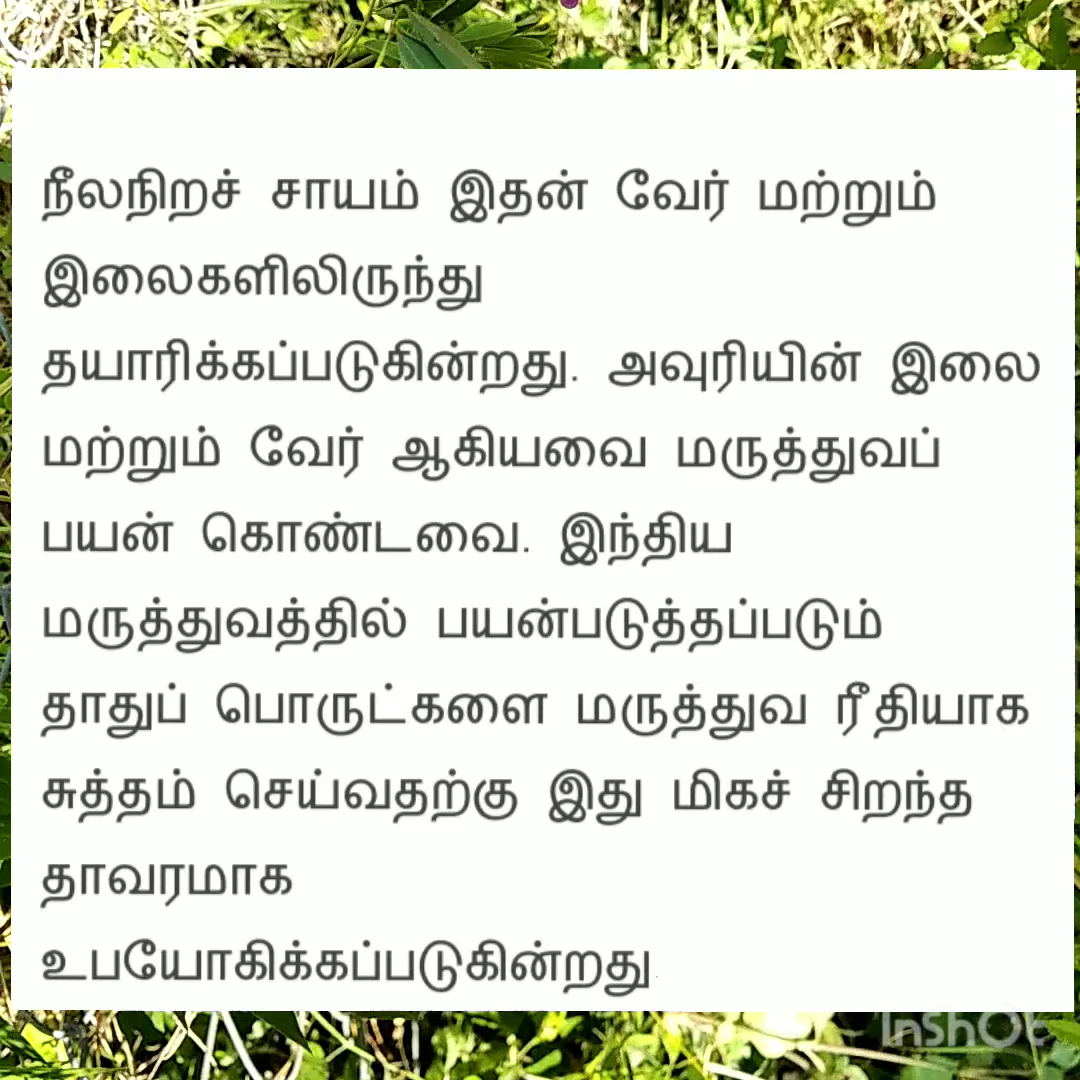 நீலநிறச் சாயம் இதன் வேர் மற்றும்
இலைகளிலிருந்து
தயாரிக்கப்படுகின்றது. அவுரியின் இலை
மற்றும் வேர் ஆகியவை மருத்துவப்
பயன் கொண்டவை. இந்திய
மருத்துவத்தில் பயன்படுத்தப்படும்
தாதுப் பொருட்களை மருத்துவ ரீதியாக
சுத்தம் செய்வதற்கு இது மிகச் சிறந்த
தாவரமாக
உபயோகிக்கப்படுகின்றது
InShOt